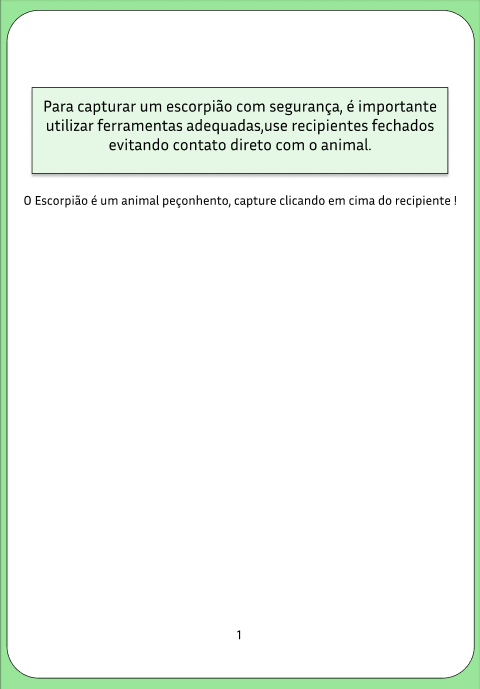 Para capturar um escorpião com segurança, é importante
utilizar ferramentas adequadas,use recipientes fechados
evitando contato direto com o animal.
O Escorpião é um animal peçonhento, capture clicando em cima do recipiente !
1